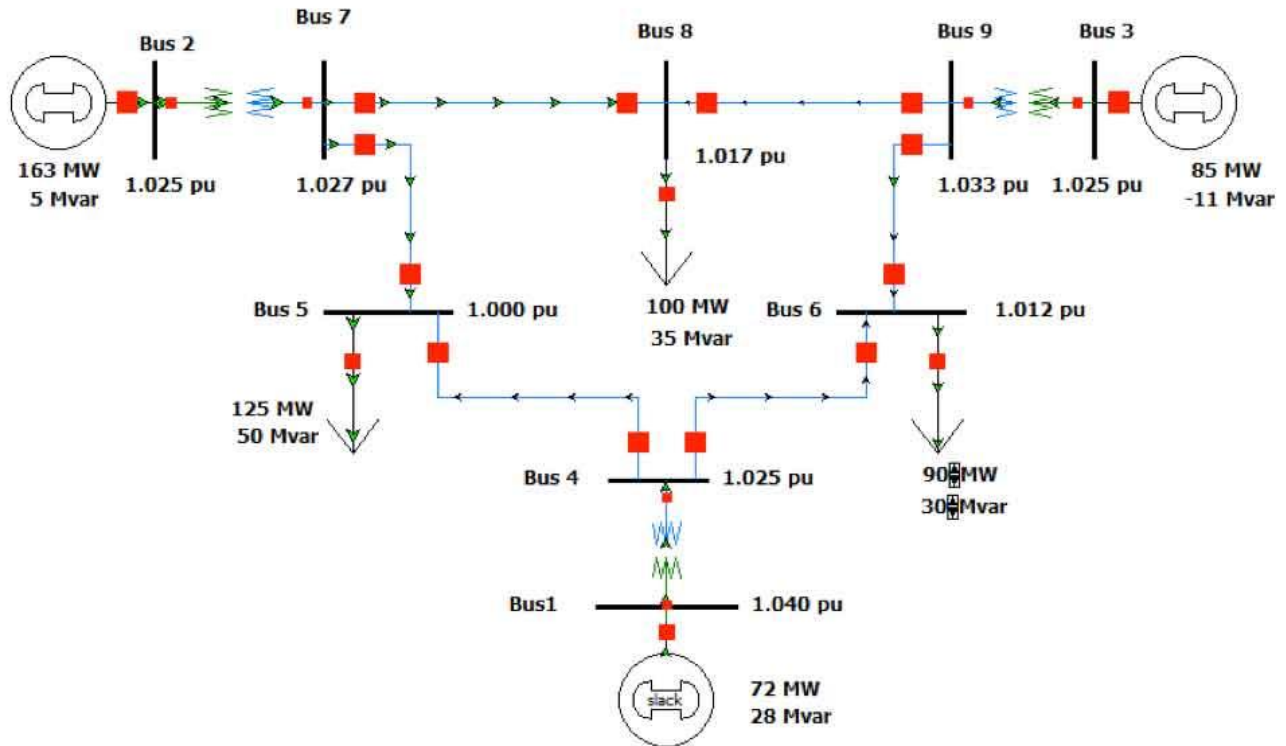 Bus 7
Bus 2
Bus 8
Bus 9
Bus 3
163 MW
5 Mvar
1.025 pu
1.027 pu
1.017 pu
1.033 pu
1.025 pu
85 MW
-11 Mvar
Bus 5
1.000 pu
100 MW
35 Mvar
Bus 6
1.012 pu
125 MW
50 Mvar
Bus 4
1.025 pu
90 MW
30 Mvar
Bus1
1.040 pu
slack
72 MW
28 Mvar